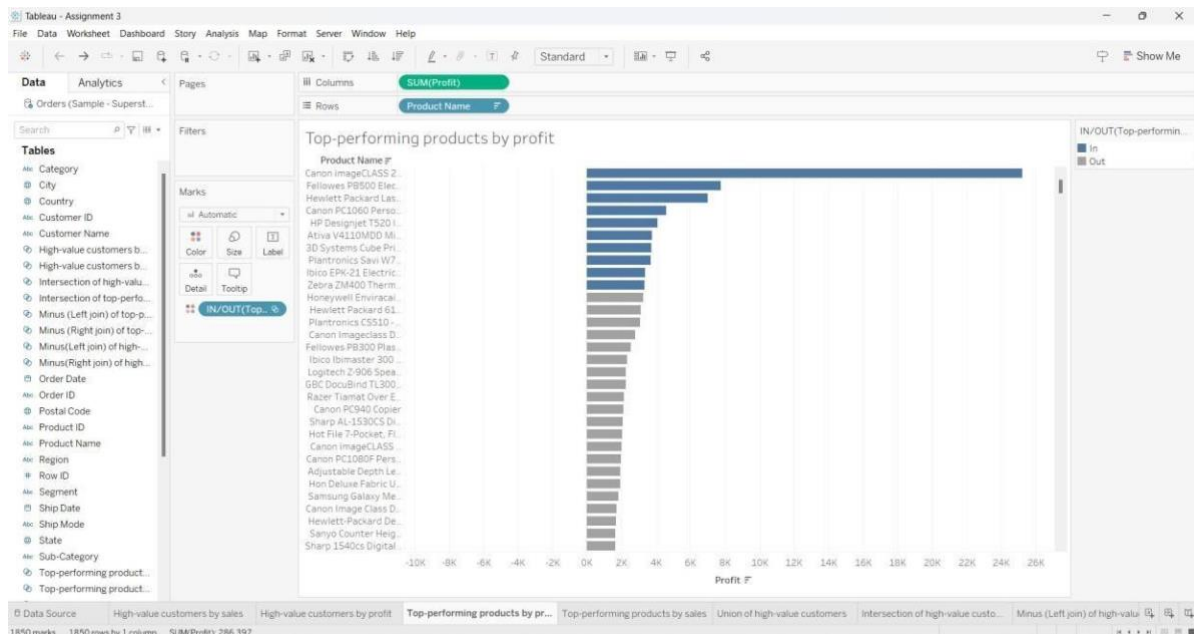 Tableau - Assignment 3
File Data Worksheet Dashboard Story Analysis Map Format Server Window Help
Standard
Show Me
Data Analytics
Pages
Columns SUM(Profit)
Orders (Sample - Superst...
Rows Product Name
Search
Filters
Top-performing products by profit
IN/OUT(Top-performin...
In
Out
Tables
Abc Category
City
Country
Abc Customer ID
Abc Customer Name
High-value customers b...
High-value customers b...
Intersection of high-valu...
Intersection of top-perfo...
Minus (Left join) of top-p...
Minus (Right join) of top-...
Minus(Left join) of high-...
Minus(Right join) of high...
Order Date
Abc Order ID
Postal Code
Abc Product ID
Abc Product Name
Abc Region
# Row ID
Abc Segment
Ship Date
Abc Ship Mode
State
Abc Sub-Category
Top-performing product...
Top-performing product...
Marks
Automatic
Color Size Label
Detail Tooltip
IN/OUT(Top...
Product Name
Canon imageCLASS 2...
Fellowes PB500 Elec...
Hewlett Packard Las...
Canon PC1060 Perso...
HP Designjet T520 I...
Ativa V4110MDD Mi...
3D Systems Cube Pri...
Plantronics Savi W7...
Ibico EPK-21 Electric...
Zebra ZM400 Therm...
Honeywell Enviracai...
Hewlett Packard 61...
Plantronics CS510 -...
Canon Imageclass D...
Fellowes PB300 Plas...
Ibico Ibimaster 300 ...
Logitech Z-906 Spea...
GBC DocuBind TL300...
Razer Tiamat Over E...
Canon PC940 Copier
Sharp AL-1530CS Di...
Hot File 7-Pocket, Fl...
Canon imageCLASS ...
Canon PC1080F Pers...
Adjustable Depth Le...
Hon Deluxe Fabric U...
Samsung Galaxy Me...
Canon Image Class D...
Hewlett-Packard De...
Sanyo Counter Heig...
Sharp 1540cs Digital...
-10K -8K -6K -4K -2K 0K 2K 4K 6K 8K 10K 12K 14K 16K 18K 20K 22K 24K 26K
Profit
Data Source High-value customers by sales High-value customers by profit Top-performing products by pr... Top-performing products by sales Union of high-value customers Intersection of high-value custo... Minus (Left join) of high-valu
1850 marks 1850 rows by 1 column SUM(Profit): 286,397